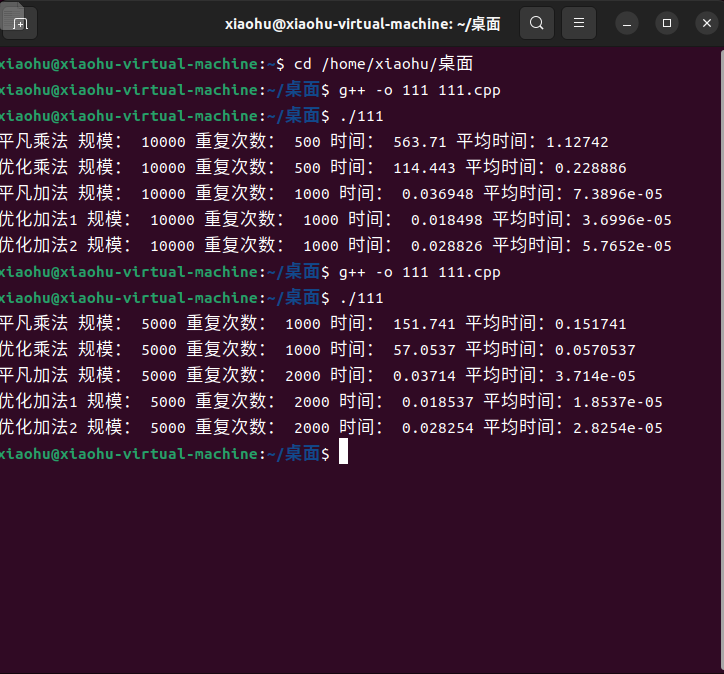 xiaohu@xiaohu-virtual-machine: ~/桌面
xiaohu@xiaohu-virtual-machine:~$ cd /home/xiaohu/桌面
xiaohu@xiaohu-virtual-machine:~/桌面$ g++ -o 111 111.cpp
xiaohu@xiaohu-virtual-machine:~/桌面$ ./111
平凡乘法 规模： 10000 重复次数： 500 时间： 563.71 平均时间：1.12742
优化乘法 规模： 10000 重复次数： 500 时间： 114.443 平均时间：0.228886
平凡加法 规模： 10000 重复次数： 1000 时间： 0.036948 平均时间：7.3896e-05
优化加法1 规模： 10000 重复次数： 1000 时间： 0.018498 平均时间：3.6996e-05
优化加法2 规模： 10000 重复次数： 1000 时间： 0.028826 平均时间：5.7652e-05
xiaohu@xiaohu-virtual-machine:~/桌面$ g++ -o 111 111.cpp
xiaohu@xiaohu-virtual-machine:~/桌面$ ./111
平凡乘法 规模： 5000 重复次数： 1000 时间： 151.741 平均时间：0.151741
优化乘法 规模： 5000 重复次数： 1000 时间： 57.0537 平均时间：0.0570537
平凡加法 规模： 5000 重复次数： 2000 时间： 0.03714 平均时间：3.714e-05
优化加法1 规模： 5000 重复次数： 2000 时间： 0.018537 平均时间：1.8537e-05
优化加法2 规模： 5000 重复次数： 2000 时间： 0.028254 平均时间：2.8254e-05
xiaohu@xiaohu-virtual-machine:~/桌面$